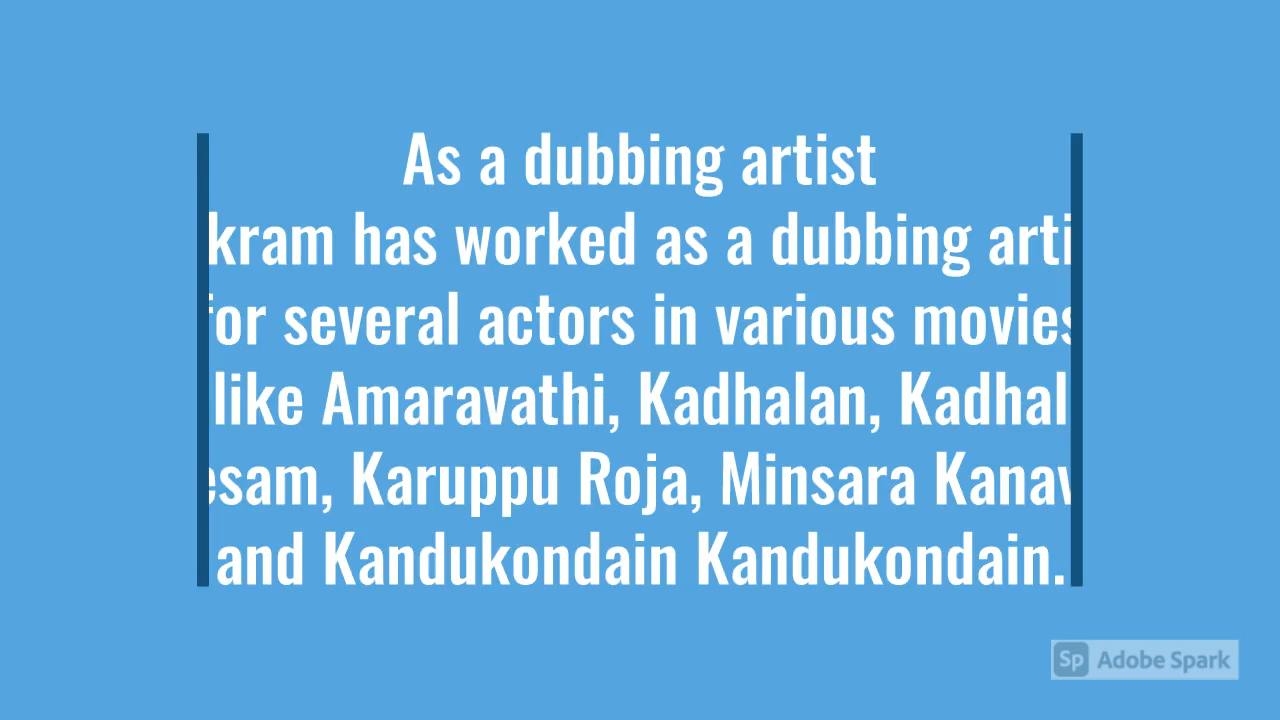 As a dubbing artist
kram has worked as a dubbing arti
for several actors in various movies
like Amaravathi, Kadhalan, Kadhal
esam, Karuppu Roja, Minsara Kanav
and Kandukondain Kandukondain.
Sp Adobe Spark